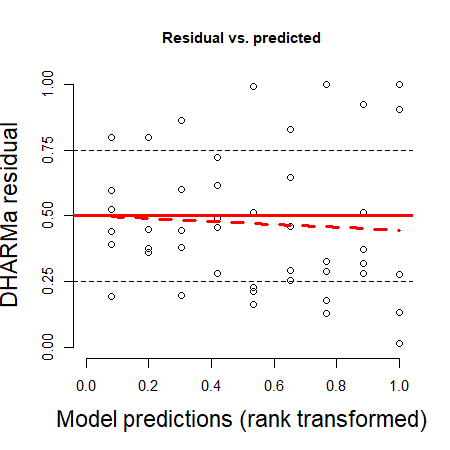 Residual vs. predicted
DHARMa residual
1.00
0.75
0.50
0.25
0.00
0.0 0.2 0.4 0.6 0.8 1.0
Model predictions (rank transformed)